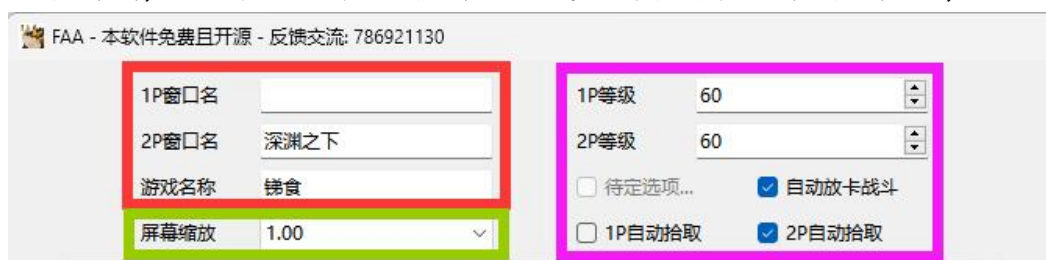 FAA - 本软件免费且开源 - 反馈交流: 786921130
1P窗口名
2P窗口名 深渊之下
游戏名称 锑食
屏幕缩放 1.00
1P等级 60
2P等级 60
待定选项... 自动放卡战斗
1P自动拾取 2P自动拾取